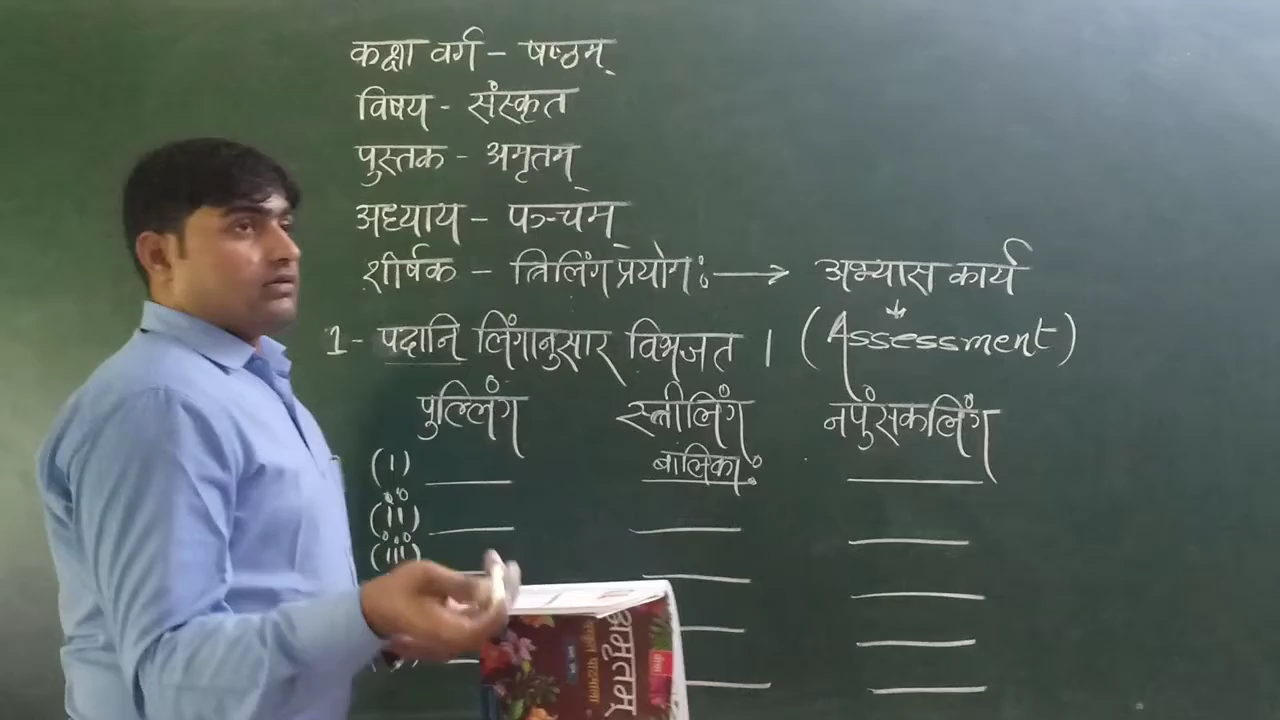 कक्षा वर्ग - षष्ठम्
विषय - संस्कृत
पुस्तक - अमृतम्
अध्याय - पञ्चम्
शीर्षक - त्रिलिंग प्रयोगः → अभ्यास कार्य
1- पदानि लिंगानुसार विभजत । (Assessment)
पुल्लिंग स्त्रीलिंग नपुंसकलिंग
(i) बालिकाः
(ii)
(iii)
अमृतम्
संस्कृत पाठमाला